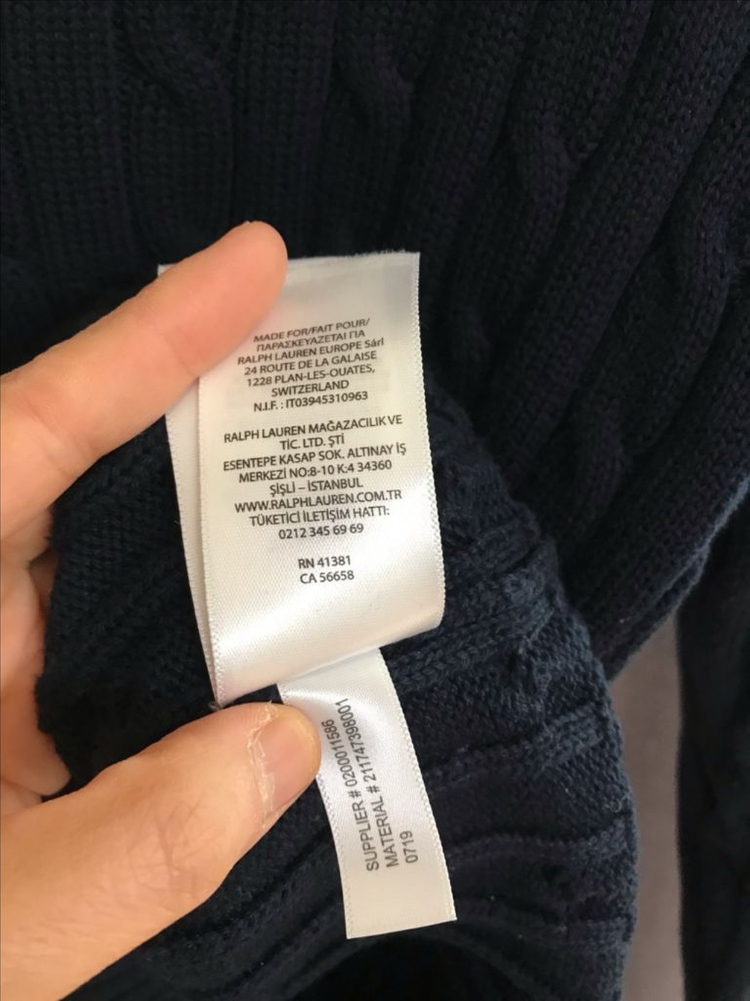 MADE FOR/FAIT POUR/
ΠΑΡΑΣΚΕΥΑΖΕΤΑΙ ΓΙΑ
RALPH LAUREN EUROPE Sárl
24 ROUTE DE LA GALAISE
1228 PLAN-LES-OUATES,
SWITZERLAND
N.I.F. : IT03945310963
RALPH LAUREN MAĞAZACILIK VE
TİC. LTD. ŞTİ
ESENTEPE KASAP SOK. ALTINAY İŞ
MERKEZİ NO:8-10 K:4 34360
ŞİŞLİ – İSTANBUL
WWW.RALPHLAUREN.COM.TR
TÜKETİCİ İLETİŞİM HATTI:
0212 345 69 69
RN 41381
CA 56658
SUPPLIER # 0200011586
MATERIAL # 211747398001
0719